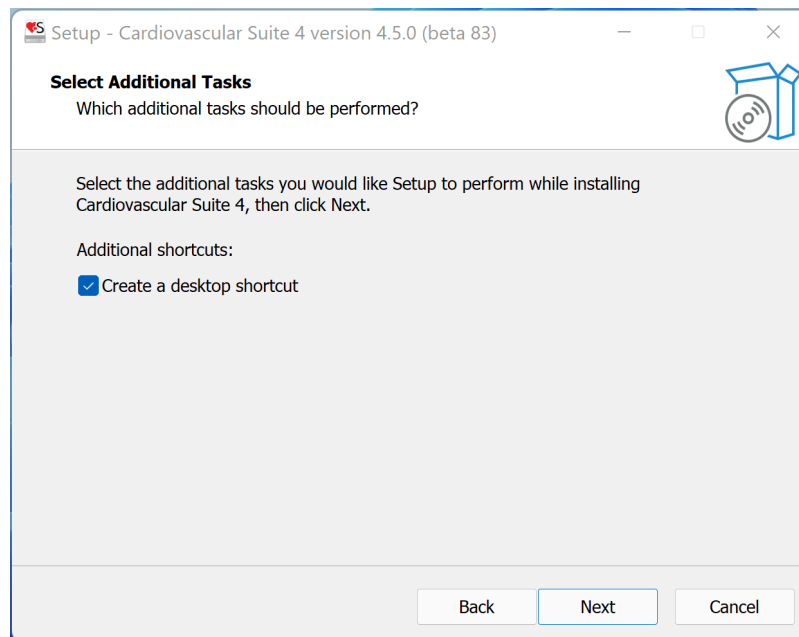 Setup - Cardiovascular Suite 4 version 4.5.0 (beta 83)
Select Additional Tasks
Which additional tasks should be performed?
Select the additional tasks you would like Setup to perform while installing
Cardiovascular Suite 4, then click Next.
Additional shortcuts:
Create a desktop shortcut
Back
Next
Cancel